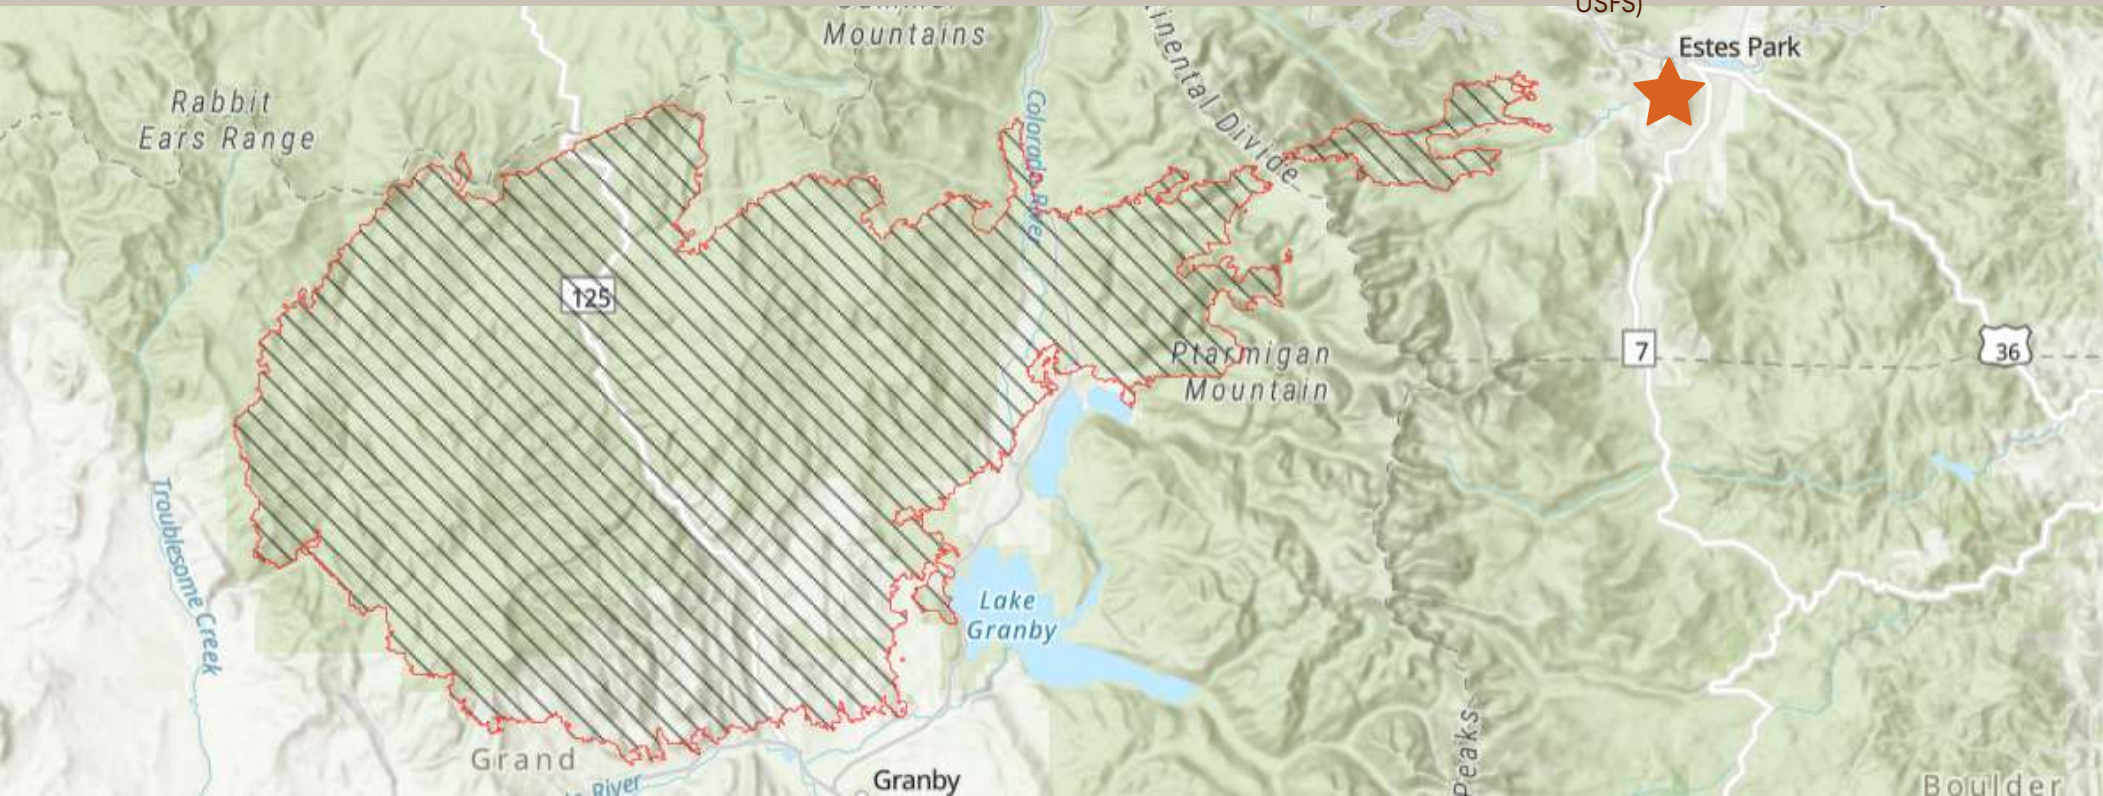 USFS)
Mountains
Estes Park
Rabbit
Ears Range
Continental Divide
Colorado River
125
Ptarmigan
Mountain
7
36
Troublesome Creek
Lake
Granby
Grand
River
Granby
Peaks
Boulder